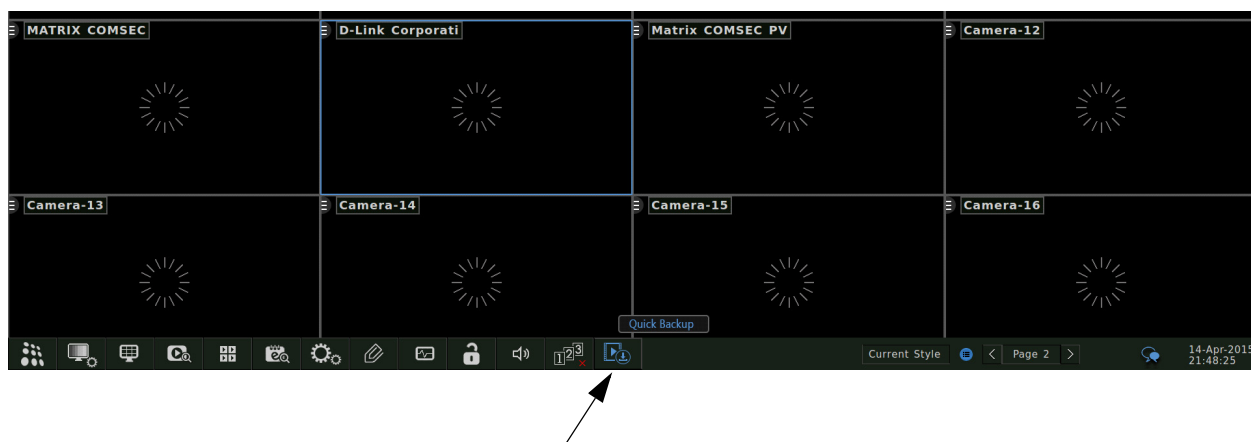 MATRIX COMSEC
D-Link Corporati
Matrix COMSEC PV
Camera-12
Camera-13
Camera-14
Camera-15
Camera-16
Quick Backup
123
Current Style
< Page 2 >
14-Apr-2015
21:48:25